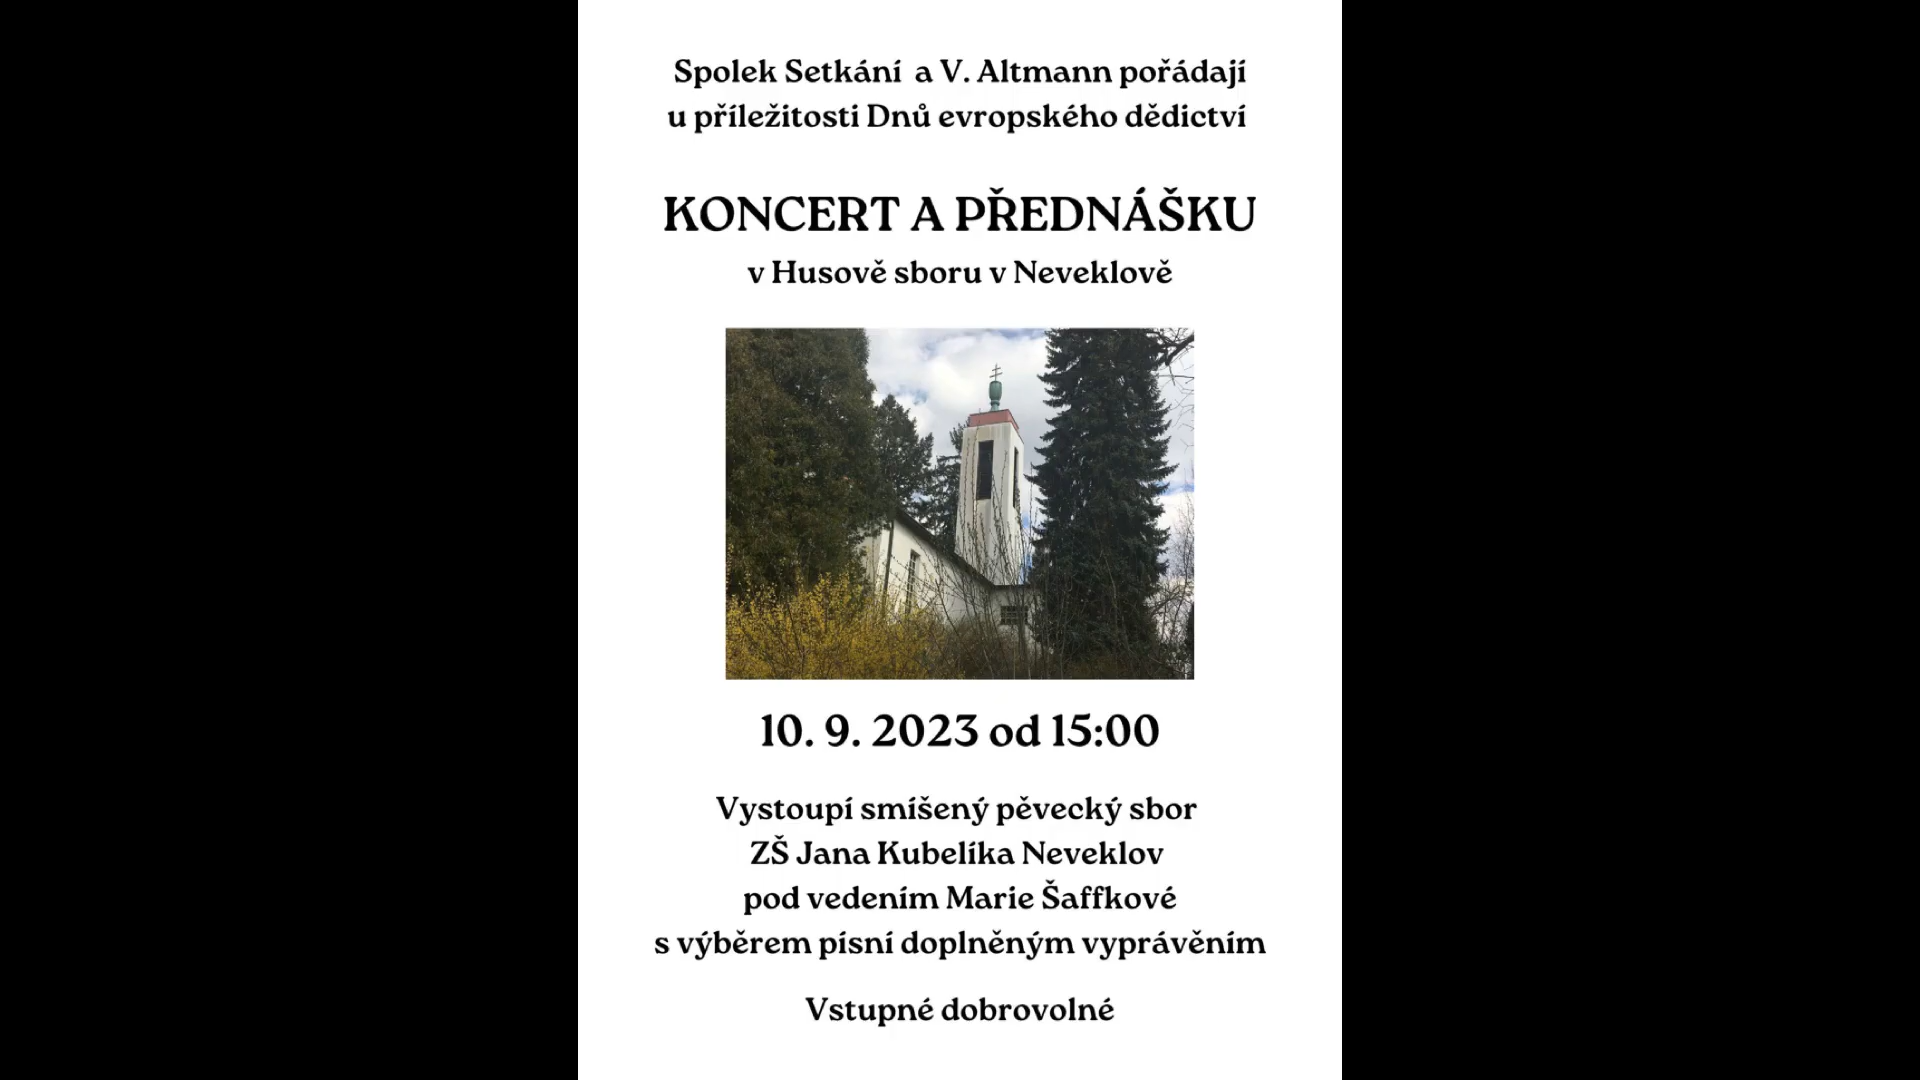 Spolek Setkání a V. Altmann pořádají
u příležitosti Dnů evropského dědictví
KONCERT A PŘEDNÁŠKU
v Husově sboru v Neveklově
10. 9. 2023 od 15:00
Vystoupí smíšený pěvecký sbor
ZŠ Jana Kubelíka Neveklov
pod vedením Marie Šaffkové
s výběrem písní doplněným vyprávěním
Vstupné dobrovolné